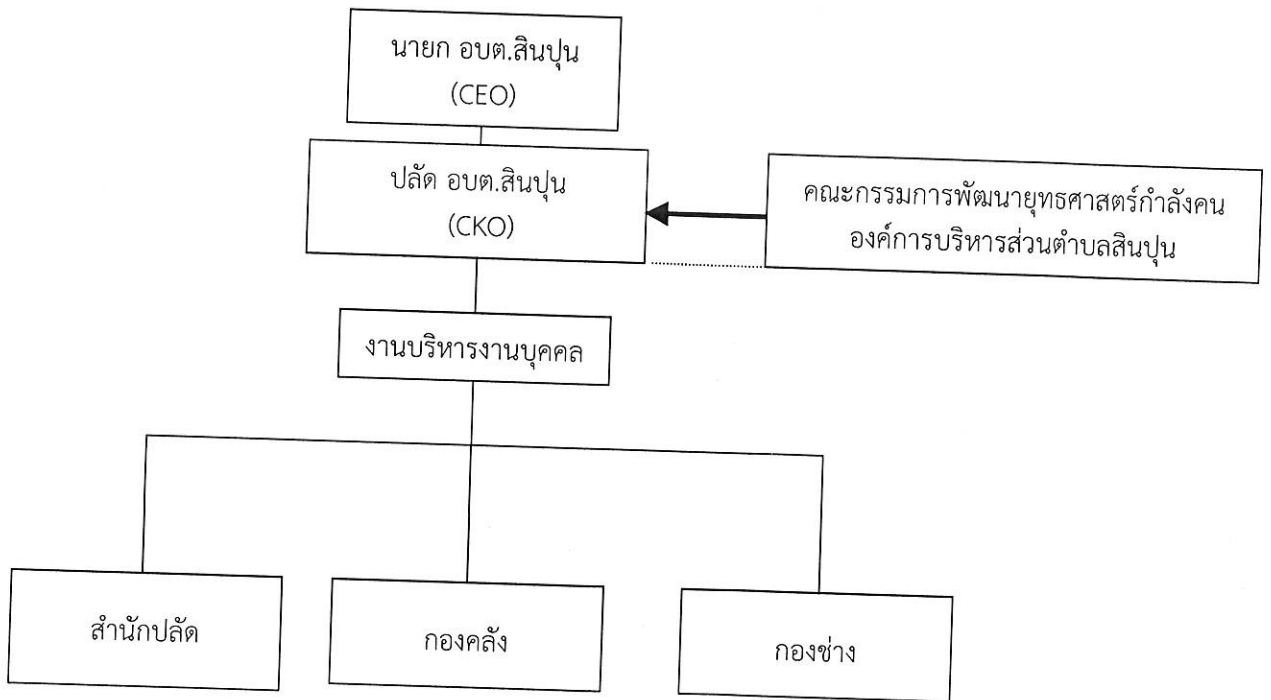 นายก อบต.สินปุน
(CEO)
ปลัด อบต.สินปุน
(CKO)
คณะกรรมการพัฒนายุทธศาสตร์กำลังคน
องค์การบริหารส่วนตำบลสินปุน
งานบริหารงานบุคคล
สำนักปลัด
กองคลัง
กองช่าง